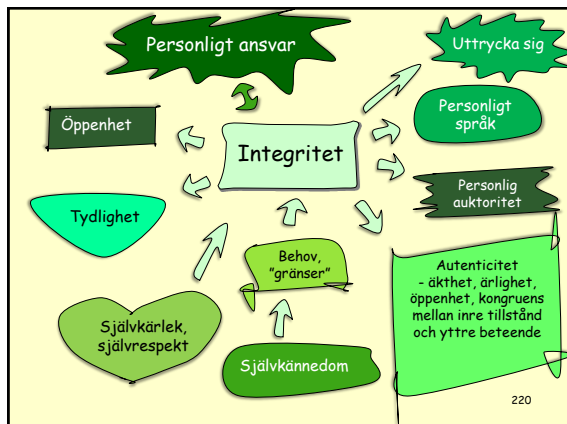 Personligt ansvar
Uttrycka sig
Öppenhet
Personligt
språk
Integritet
Personlig
auktoritet
Tydlighet
Behov,
”gränser”
Autenticitet
- äkthet, ärlighet,
öppenhet, kongruens
mellan inre tillstånd
och yttre beteende
Självkärlek,
självrespekt
Självkännedom
220